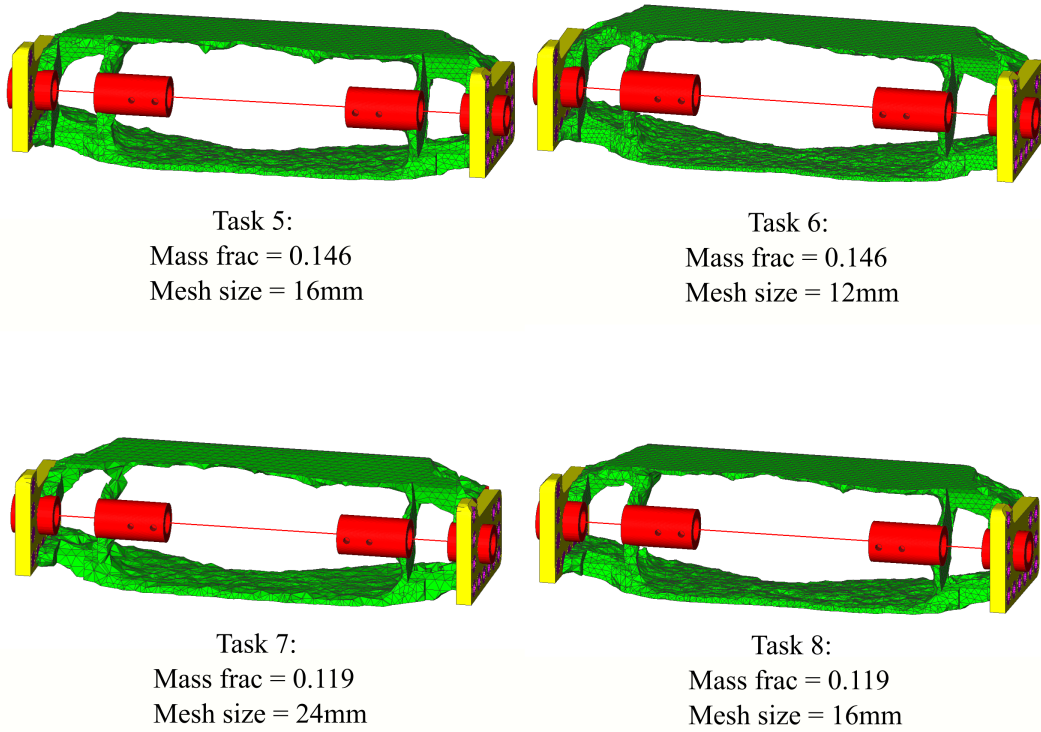 Task 5:
Mass frac = 0.146
Mesh size = 16mm
Task 6:
Mass frac = 0.146
Mesh size = 12mm
Task 7:
Mass frac = 0.119
Mesh size = 24mm
Task 8:
Mass frac = 0.119
Mesh size = 16mm